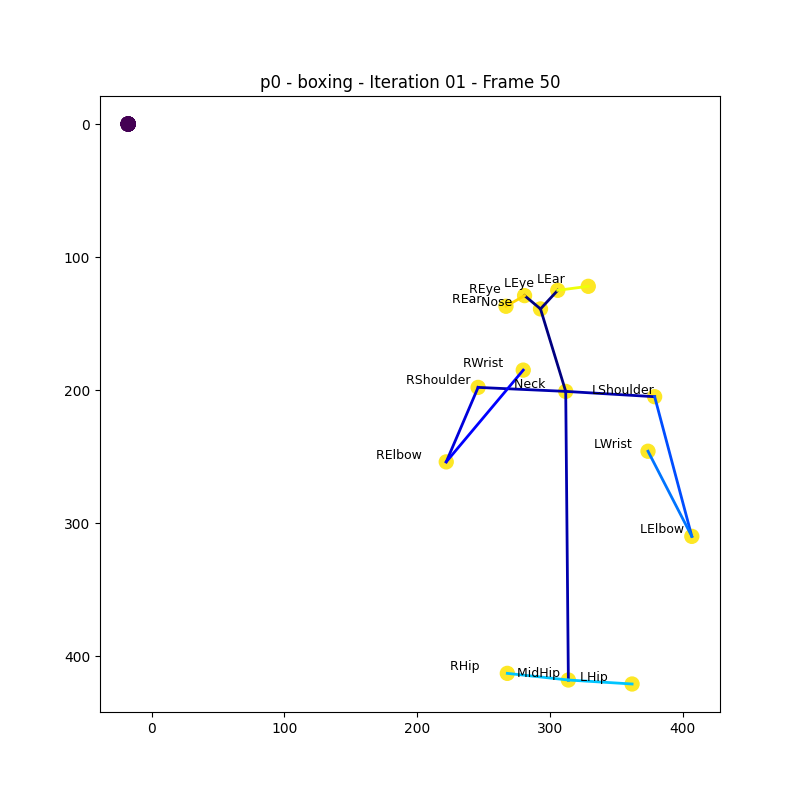 p0 - boxing - Iteration 01 - Frame 50
0
100
200
300
400
LEar
LEye
REye
REar
Nose
RWrist
RShoulder
Neck
LShoulder
LWrist
RElbow
LElbow
RHip
MidHip
LHip
0
100
200
300
400